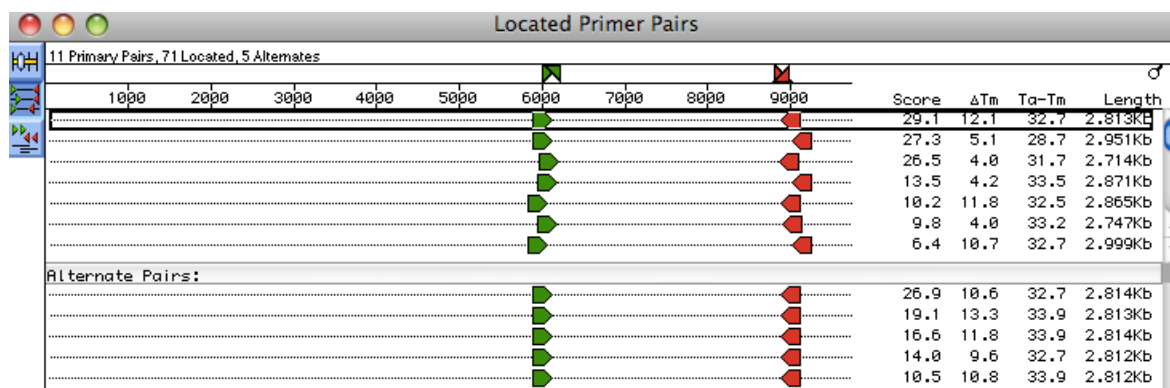 Located Primer Pairs
11 Primary Pairs, 71 Located, 5 Alternates
1000 2000 3000 4000 5000 6000 7000 8000 9000 Score ΔTm Ta-Tm Length
29.1 12.1 32.7 2.813Kb
27.3 5.1 28.7 2.951Kb
26.5 4.0 31.7 2.714Kb
13.5 4.2 33.5 2.871Kb
10.2 11.8 32.5 2.865Kb
9.8 4.0 33.2 2.747Kb
6.4 10.7 32.7 2.999Kb
Alternate Pairs:
26.9 10.6 32.7 2.814Kb
19.1 13.3 33.9 2.813Kb
16.6 11.8 33.9 2.814Kb
14.0 9.6 32.7 2.812Kb
10.5 10.8 33.9 2.812Kb